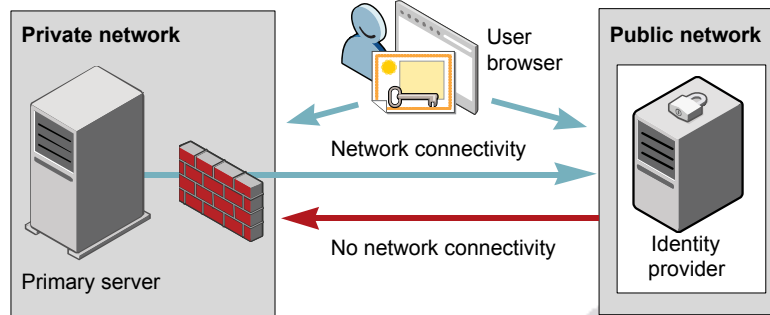 Private network
User
browser
Public network
Network connectivity
No network connectivity
Primary server
Identity
provider